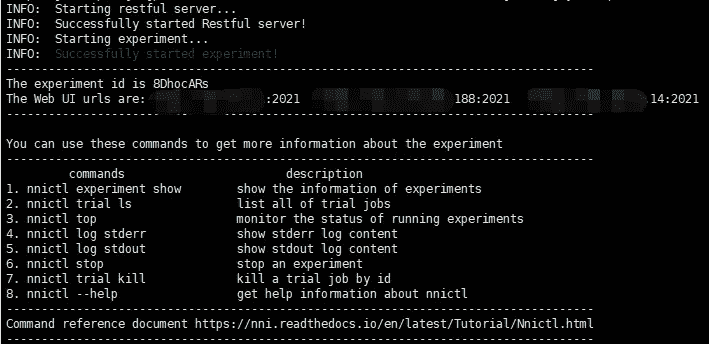 INFO: Starting restful server...
INFO: Successfully started Restful server!
INFO: Starting experiment...
INFO: Successfully started experiment!
--------------------------------------------------------------------------------
The experiment id is 8DhocARs
The Web UI urls are: :2021 188:2021 .14:2021
--------------------------------------------------------------------------------
You can use these commands to get more information about the experiment
--------------------------------------------------------------------------------
commands description
1. nnictl experiment show show the information of experiments
2. nnictl trial ls list all of trial jobs
3. nnictl top monitor the status of running experiments
4. nnictl log stderr show stderr log content
5. nnictl log stdout show stdout log content
6. nnictl stop stop an experiment
7. nnictl trial kill kill a trial job by id
8. nnictl --help get help information about nnictl
--------------------------------------------------------------------------------
Command reference document https://nni.readthedocs.io/en/latest/Tutorial/Nnictl.html
--------------------------------------------------------------------------------